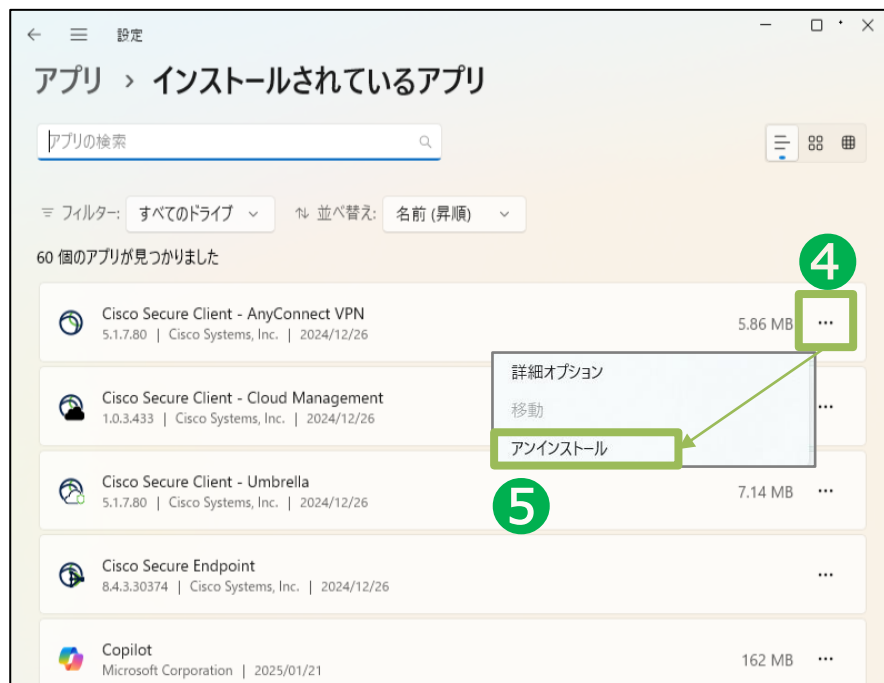 設定
アプリ › インストールされているアプリ
アプリの検索
フィルター: すべてのドライブ 並べ替え: 名前 (昇順)
60 個のアプリが見つかりました
4
Cisco Secure Client - AnyConnect VPN
5.1.7.80 | Cisco Systems, Inc. | 2024/12/26
5.86 MB
詳細オプション
移動
アンインストール
5
Cisco Secure Client - Cloud Management
1.0.3.433 | Cisco Systems, Inc. | 2024/12/26
Cisco Secure Client - Umbrella
5.1.7.80 | Cisco Systems, Inc. | 2024/12/26
7.14 MB
Cisco Secure Endpoint
8.4.3.30374 | Cisco Systems, Inc. | 2024/12/26
Copilot
Microsoft Corporation | 2025/01/21
162 MB